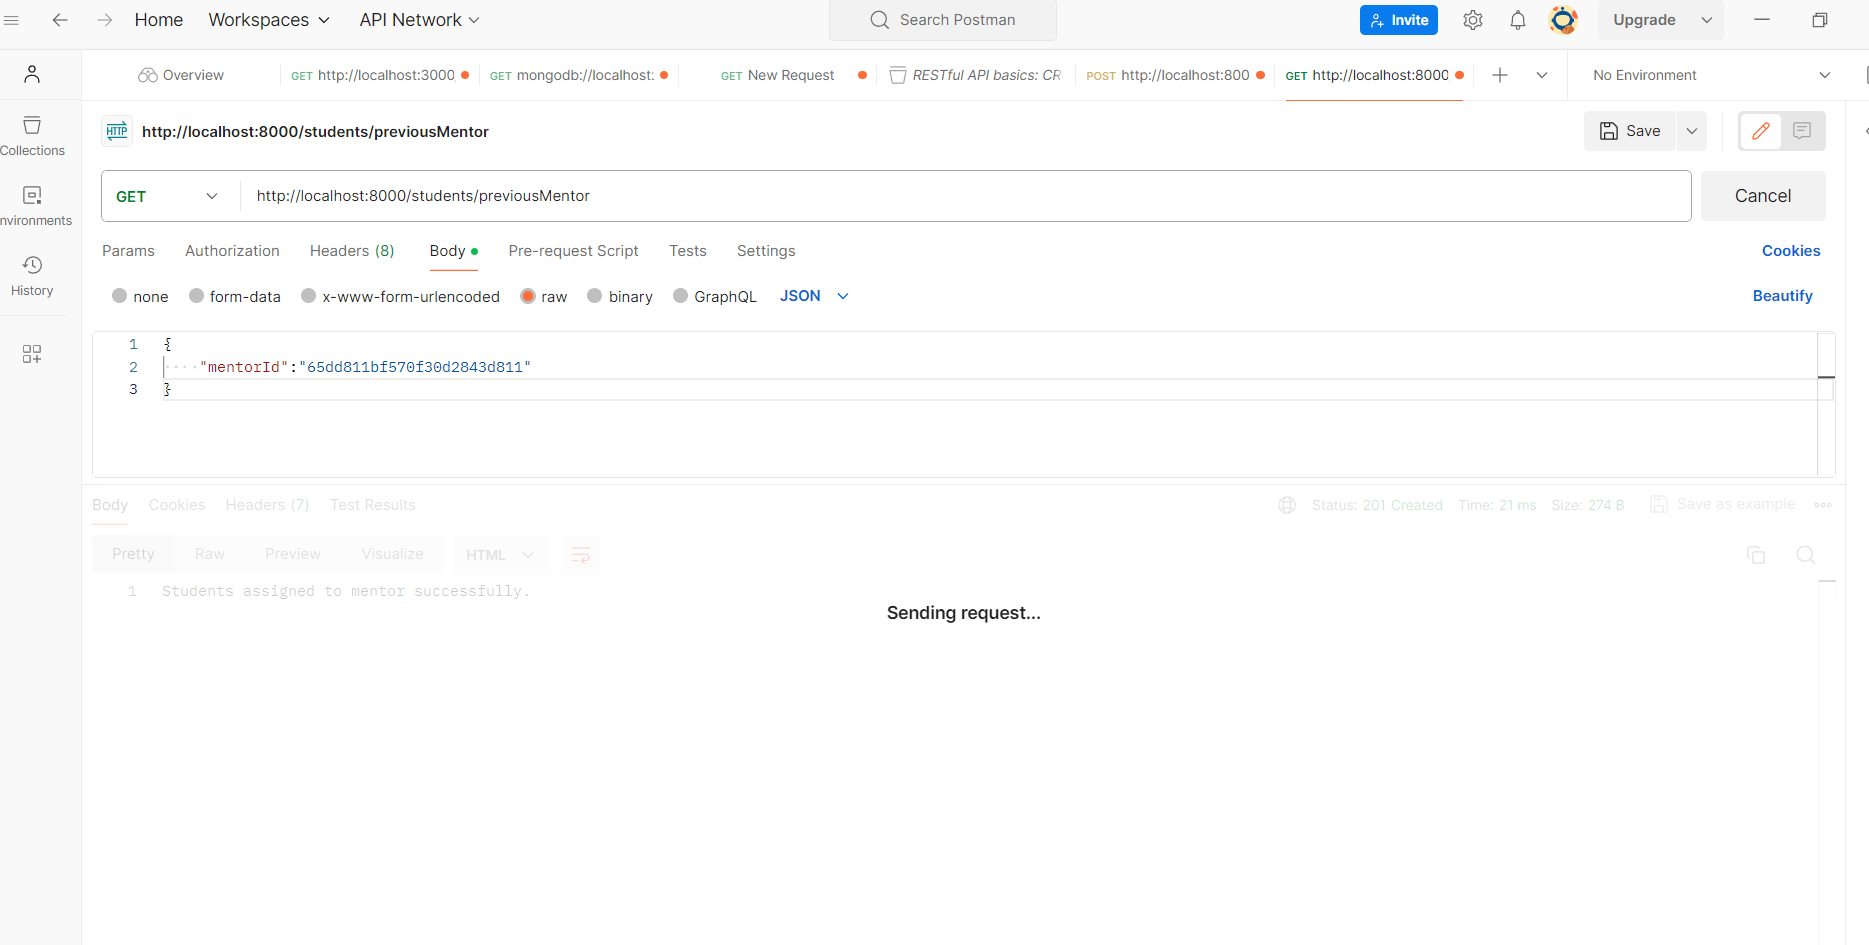 Home Workspaces API Network Search Postman Invite Upgrade
Overview GET http://localhost:3000 GET mongodb://localhost: GET New Request RESTful API basics: CR POST http://localhost:800 GET http://localhost:8000 No Environment
HTTP http://localhost:8000/students/previousMentor Save
Collections
nvironments
History
GET http://localhost:8000/students/previousMentor Cancel
Params Authorization Headers (8) Body Pre-request Script Tests Settings Cookies
none form-data x-www-form-urlencoded raw binary GraphQL JSON Beautify
1 {
2 "mentorId":"65dd811bf570f30d2843d811"
3 }
Body Cookies Headers (7) Test Results Status: 201 Created Time: 21 ms Size: 274 B Save as example
Pretty Raw Preview Visualize HTML
1 Students assigned to mentor successfully.
Sending request...